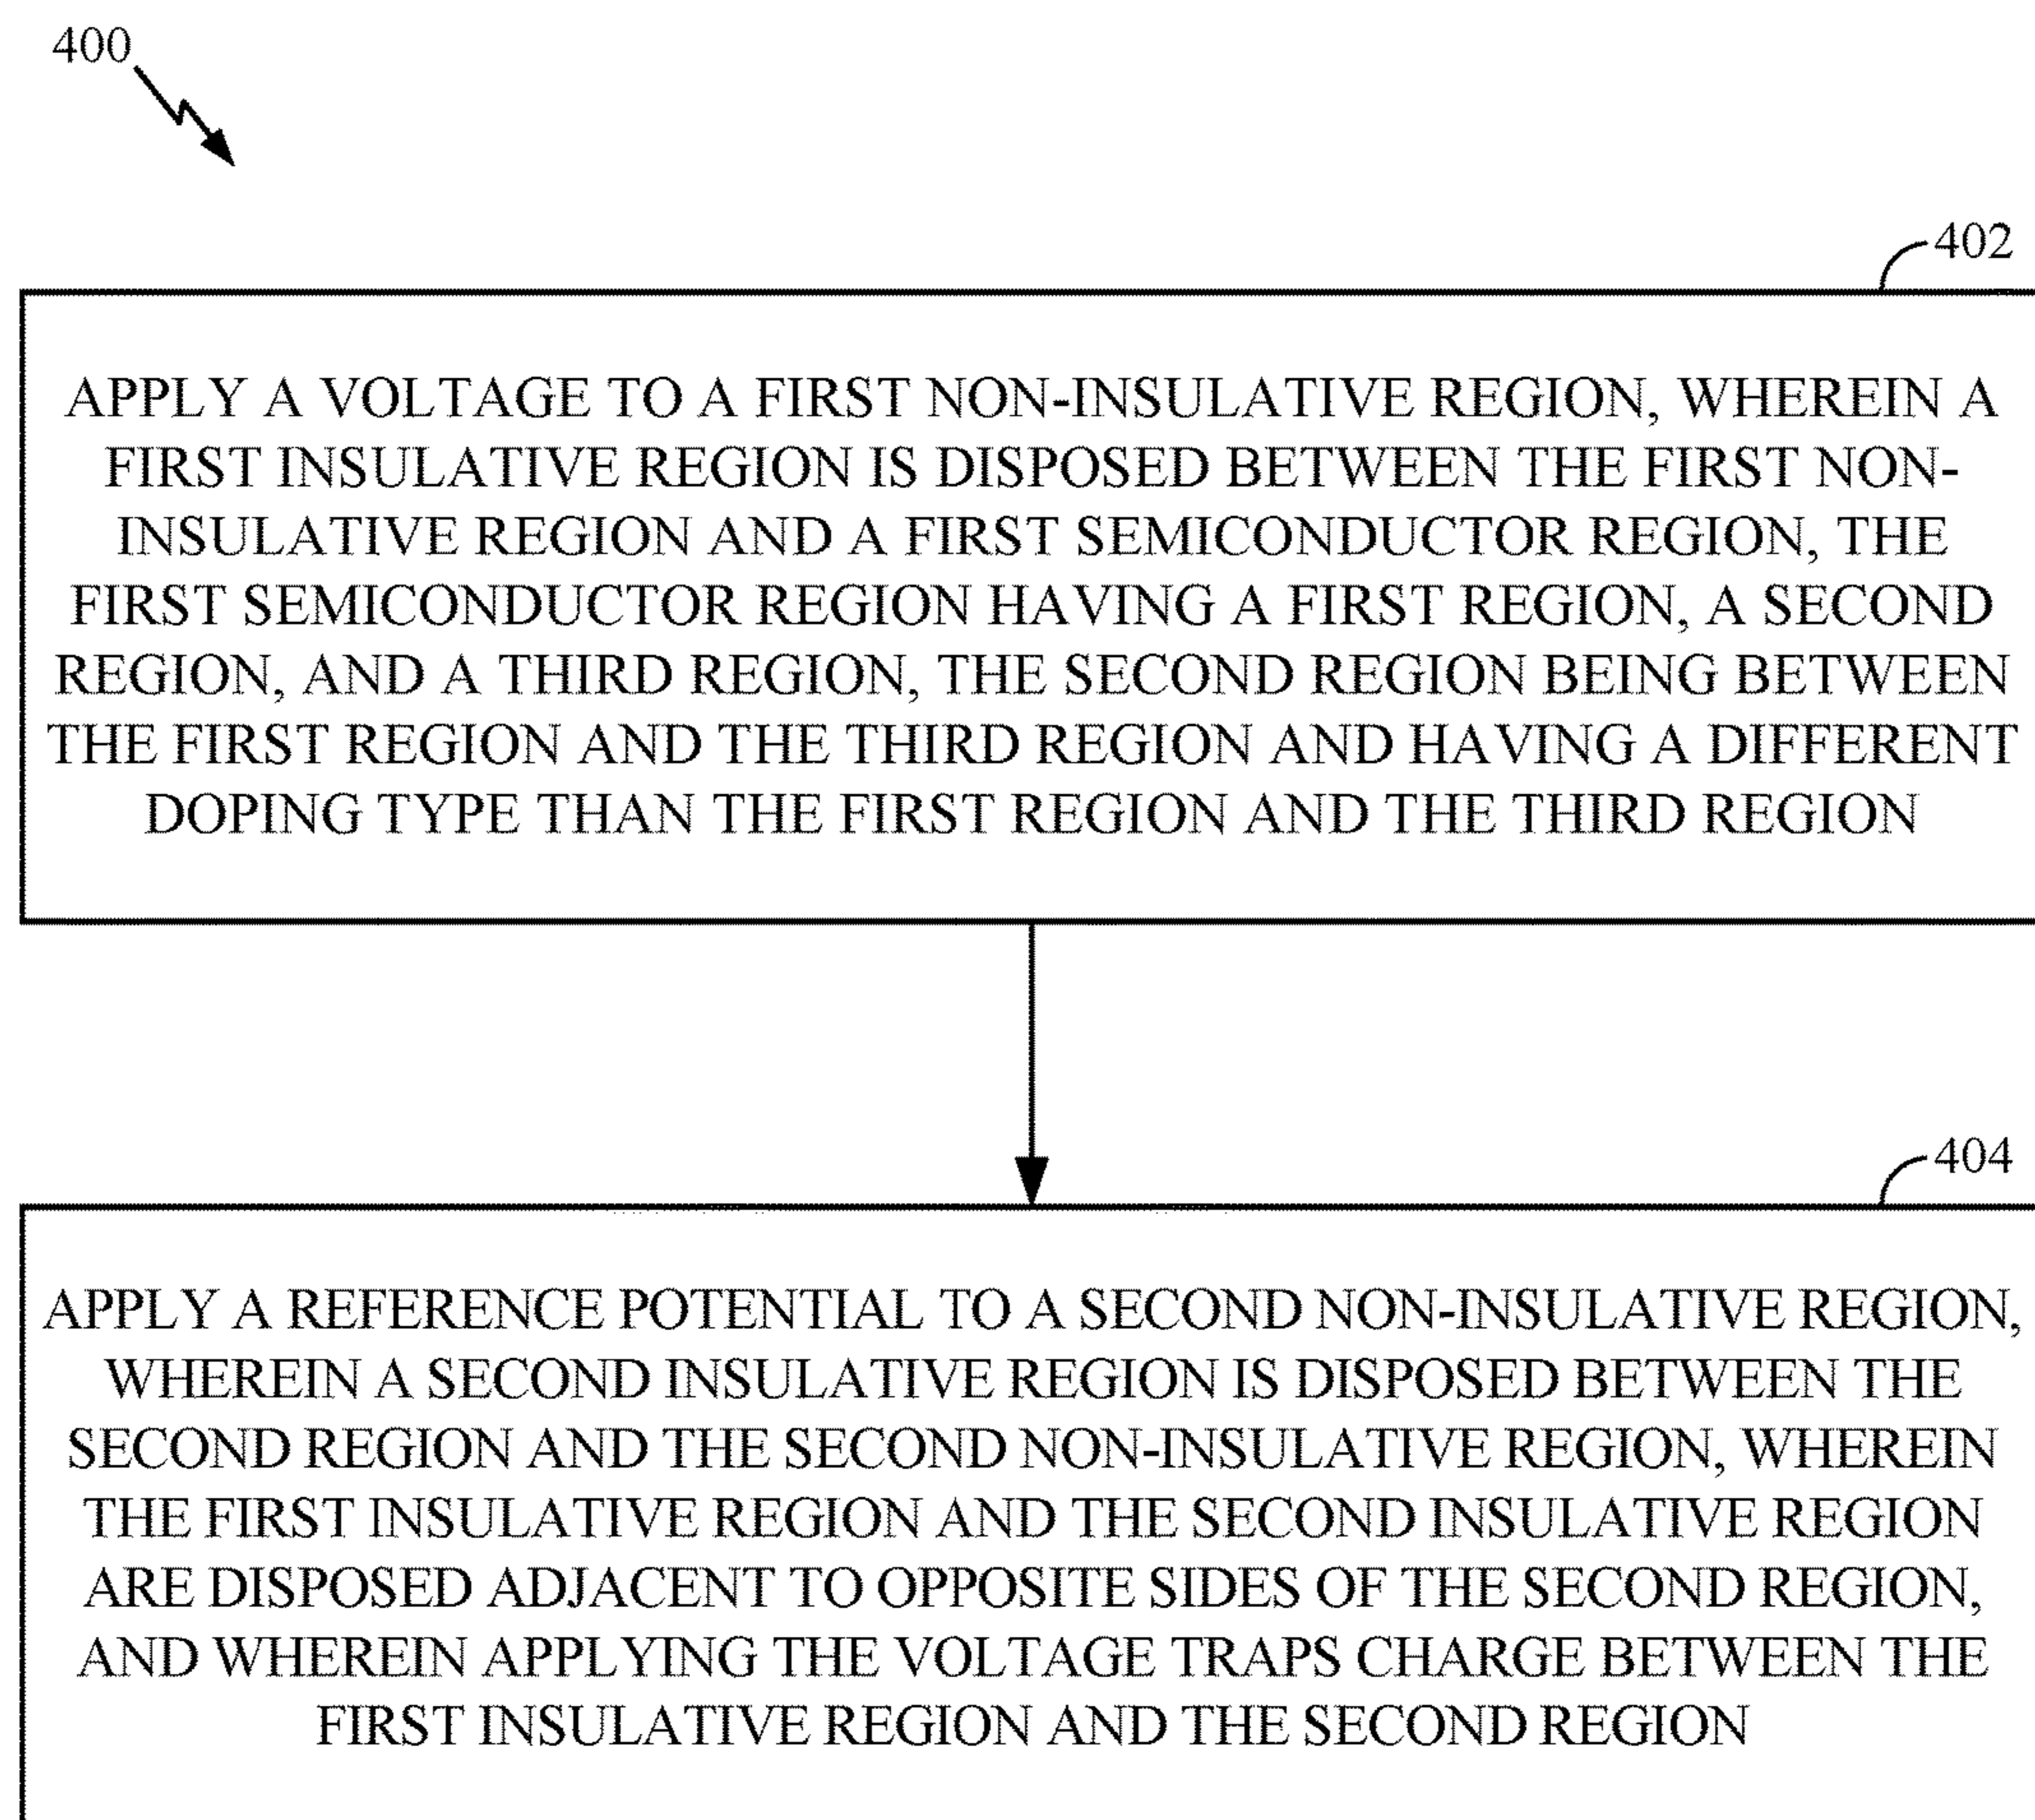 400
402
APPLY A VOLTAGE TO A FIRST NON-INSULATIVE REGION, WHEREIN A
FIRST INSULATIVE REGION IS DISPOSED BETWEEN THE FIRST NON-
INSULATIVE REGION AND A FIRST SEMICONDUCTOR REGION, THE
FIRST SEMICONDUCTOR REGION HAVING A FIRST REGION, A SECOND
REGION, AND A THIRD REGION, THE SECOND REGION BEING BETWEEN
THE FIRST REGION AND THE THIRD REGION AND HAVING A DIFFERENT
DOPING TYPE THAN THE FIRST REGION AND THE THIRD REGION
404
APPLY A REFERENCE POTENTIAL TO A SECOND NON-INSULATIVE REGION,
WHEREIN A SECOND INSULATIVE REGION IS DISPOSED BETWEEN THE
SECOND REGION AND THE SECOND NON-INSULATIVE REGION, WHEREIN
THE FIRST INSULATIVE REGION AND THE SECOND INSULATIVE REGION
ARE DISPOSED ADJACENT TO OPPOSITE SIDES OF THE SECOND REGION,
AND WHEREIN APPLYING THE VOLTAGE TRAPS CHARGE BETWEEN THE
FIRST INSULATIVE REGION AND THE SECOND REGION